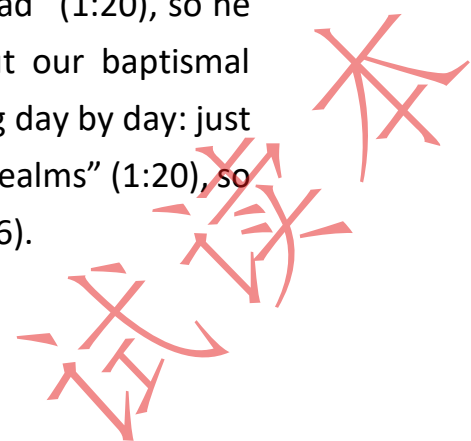 ad” (1:20), so he
ut our baptismal
g day by day: just
ealms” (1:20), so
6).
试读本